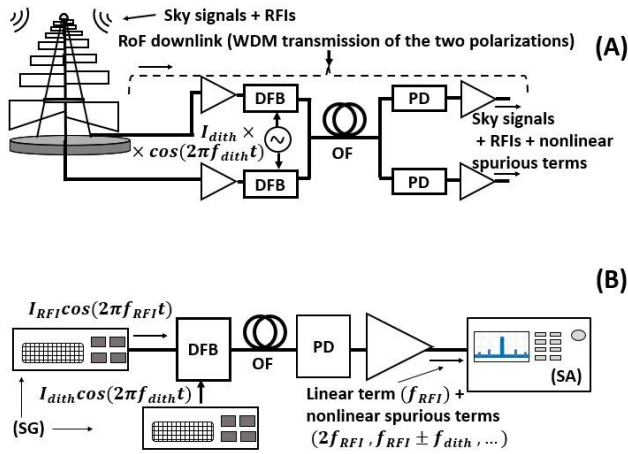 Sky signals + RFIs
RoF downlink (WDM transmission of the two polarizations)
(A)
DFB
PD
I_dith ×
× cos(2πf_dith t)
OF
Sky signals
+ RFIs + nonlinear
spurious terms
DFB
PD
(B)
I_RFI cos(2πf_RFI t)
DFB
OF
PD
(SA)
I_dith cos(2πf_dith t)
(SG)
Linear term (f_RFI) +
nonlinear spurious terms
(2f_RFI , f_RFI ± f_dith , ...)